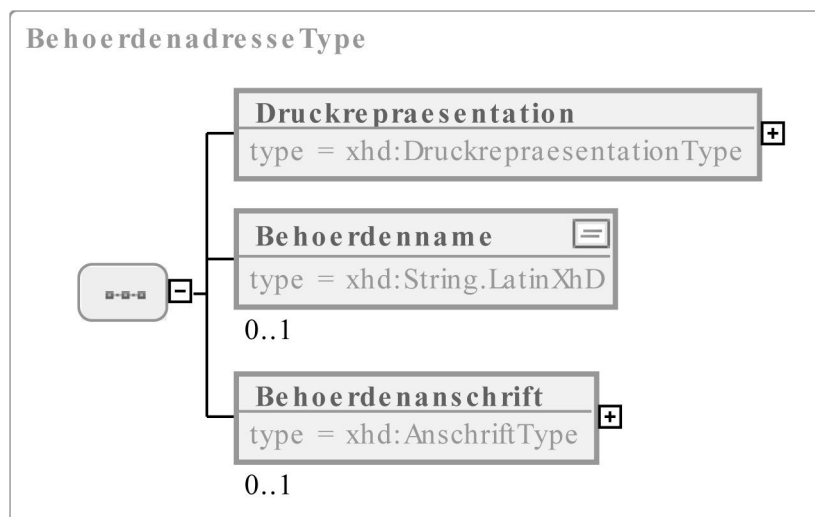 BehoerdenadresseType
Druckrepraesentation
type = xhd:DruckrepraesentationType
Behoerdenname
type = xhd:String.LatinXhD
0..1
Behoerdenanschrift
type = xhd:AnschriftType
0..1